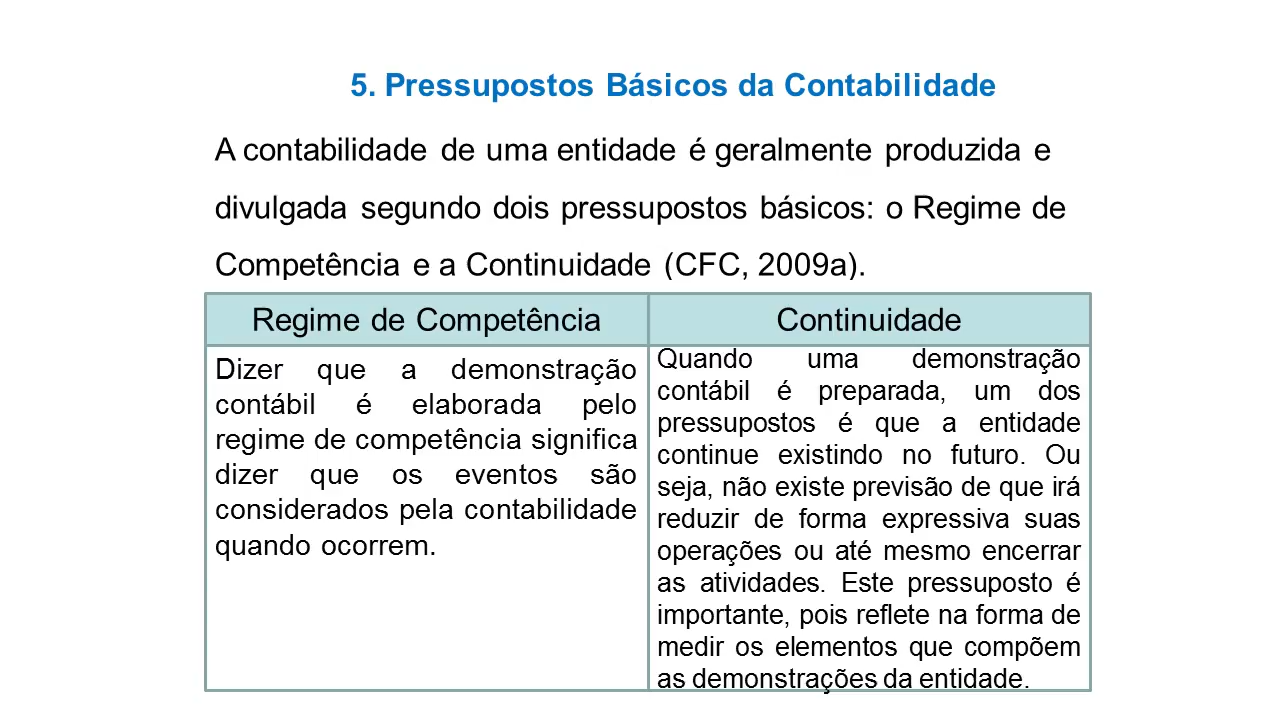 5. Pressupostos Básicos da Contabilidade
A contabilidade de uma entidade é geralmente produzida e
divulgada segundo dois pressupostos básicos: o Regime de
Competência e a Continuidade (CFC, 2009a).
Regime de Competência
Dizer que a demonstração
contábil é elaborada pelo
regime de competência significa
dizer que os eventos são
considerados pela contabilidade
quando ocorrem.
Continuidade
Quando uma demonstração
contábil é preparada, um dos
pressupostos é que a entidade
continue existindo no futuro. Ou
seja, não existe previsão de que irá
reduzir de forma expressiva suas
operações ou até mesmo encerrar
as atividades. Este pressuposto é
importante, pois reflete na forma de
medir os elementos que compõem
as demonstrações da entidade.